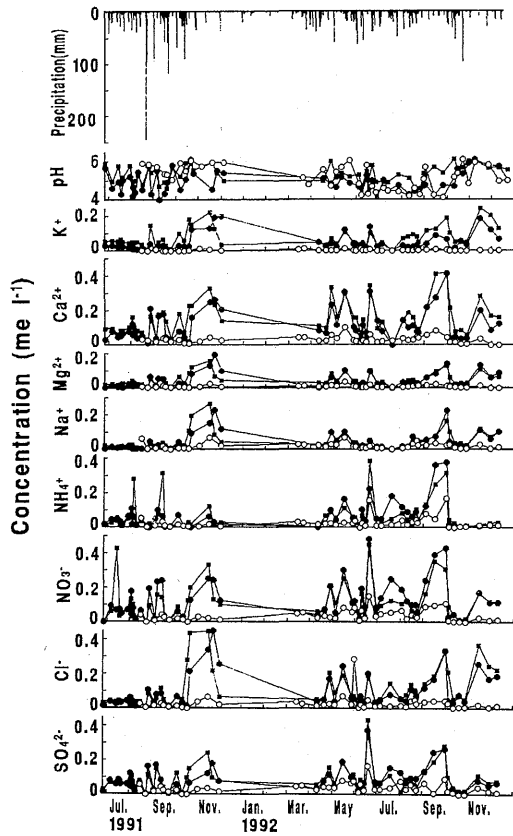 0
100
200
Precipitation(mm)
6
4
pH
0.2
0
K+
0.4
0.2
0
Ca2+
0.2
0
Mg2+
0.2
0
Na+
0.4
0.2
0
NH4+
0.4
0.2
0
NO3-
0.4
0.2
0
Cl-
0.4
0.2
0
SO42-
Concentration (me l-1)
Jul. Sep. Nov. Jan. Mar. May Jul. Sep. Nov.
1991 1992